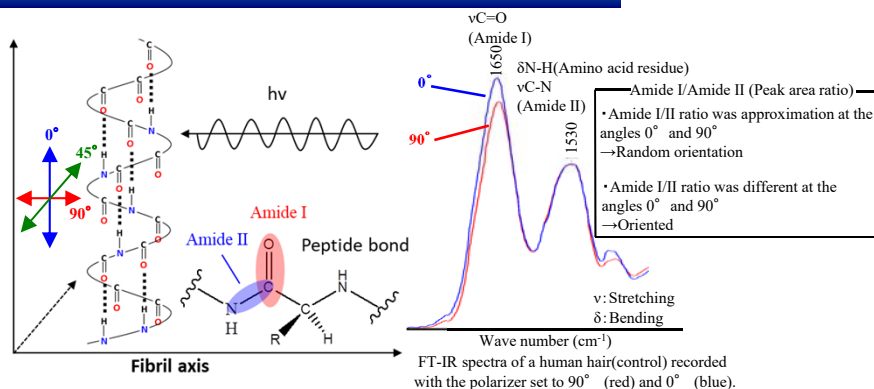 νC=O
(Amide I)
1650
δN-H(Amino acid residue)
νC-N
(Amide II)
1530
0°
90°
Amide I/Amide II (Peak area ratio)
・Amide I/II ratio was approximation at the
angles 0° and 90°
→Random orientation
・Amide I/II ratio was different at the
angles 0° and 90°
→Oriented
ν:Stretching
δ:Bending
Wave number (cm⁻¹)
FT-IR spectra of a human hair(control) recorded
with the polarizer set to 90° (red) and 0° (blue).
hν
0°
45°
90°
C
O
C
O
C
O
C
O
H
N
C
O
H
N
C
O
C
O
H
N
C
O
C
O
H
N
C
O
C
O
C
O
H
N
H
N
Amide I
Amide II
Peptide bond
O
H
N
C
N
H
C
R
H
Fibril axis